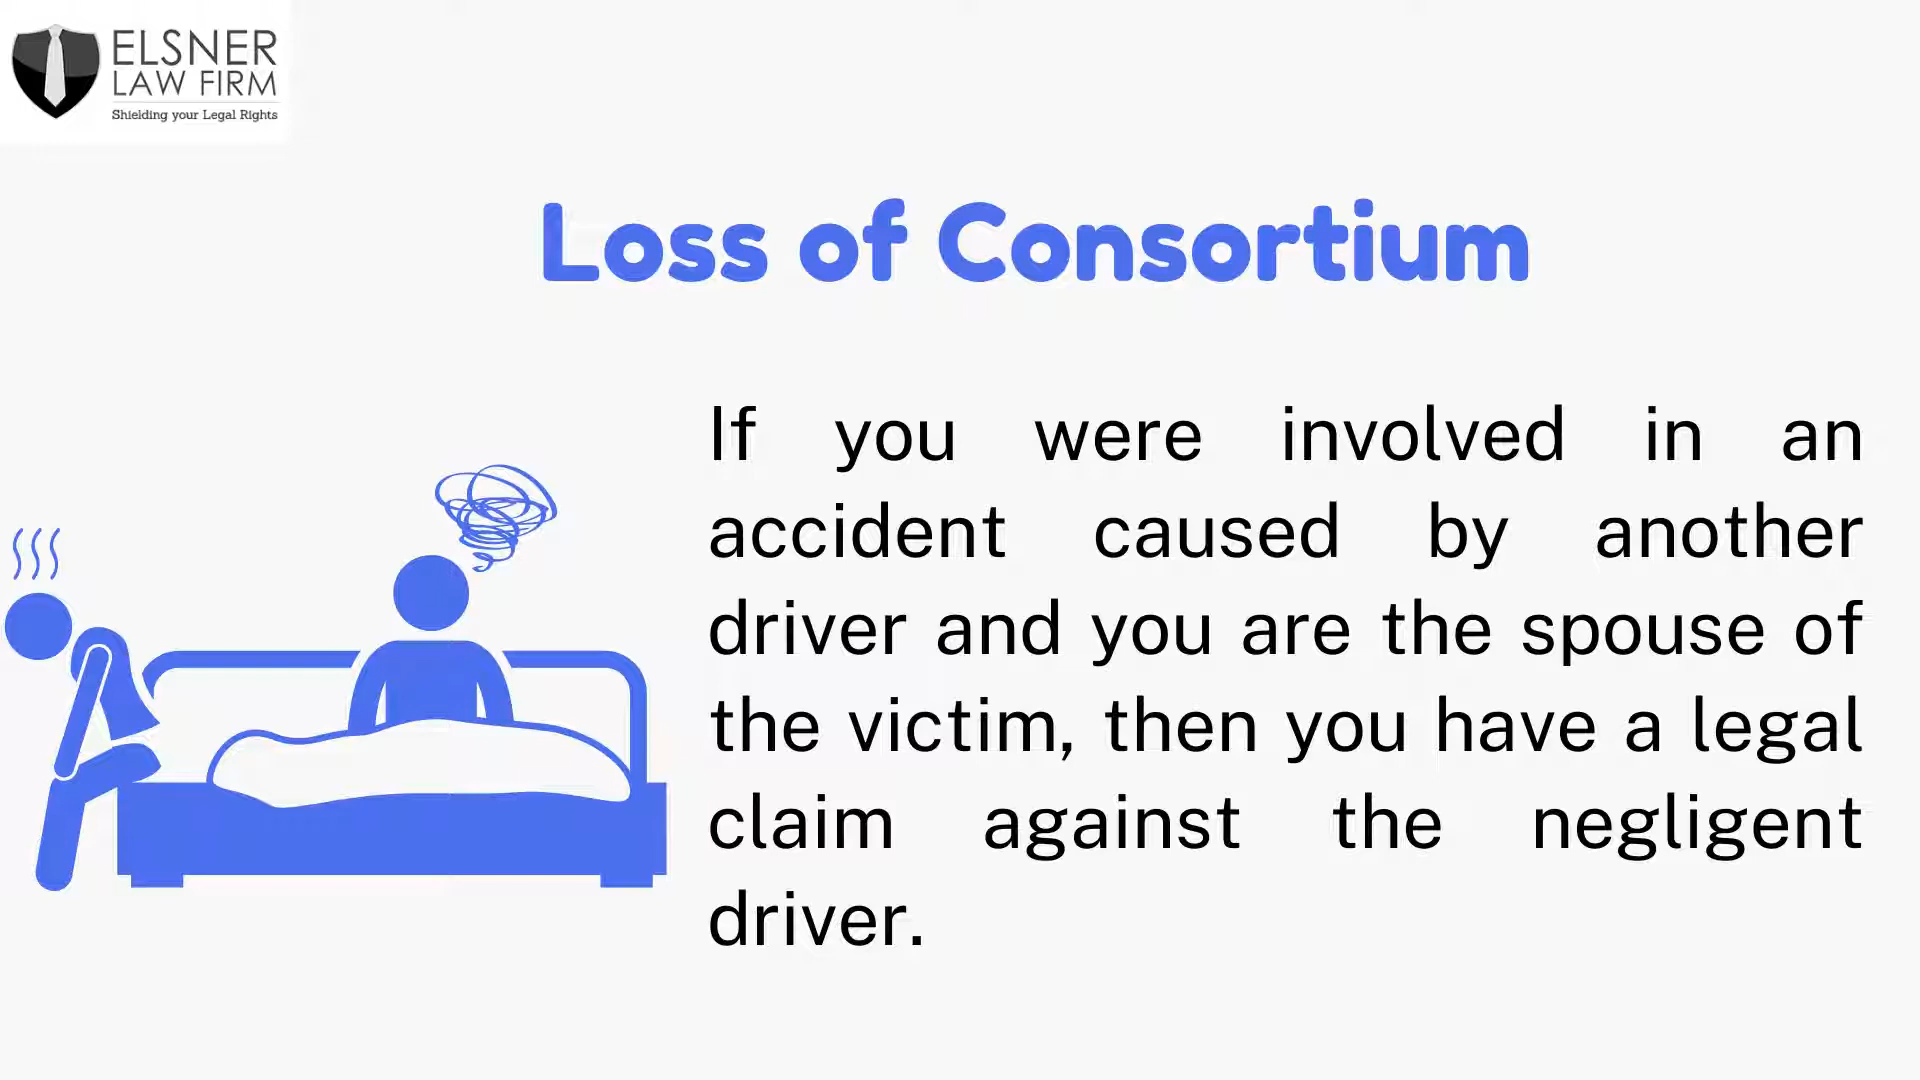 ELSNER
LAW FIRM
Shielding your Legal Rights
Loss of Consortium
If you were involved in an
accident caused by another
driver and you are the spouse of
the victim, then you have a legal
claim against the negligent
driver.